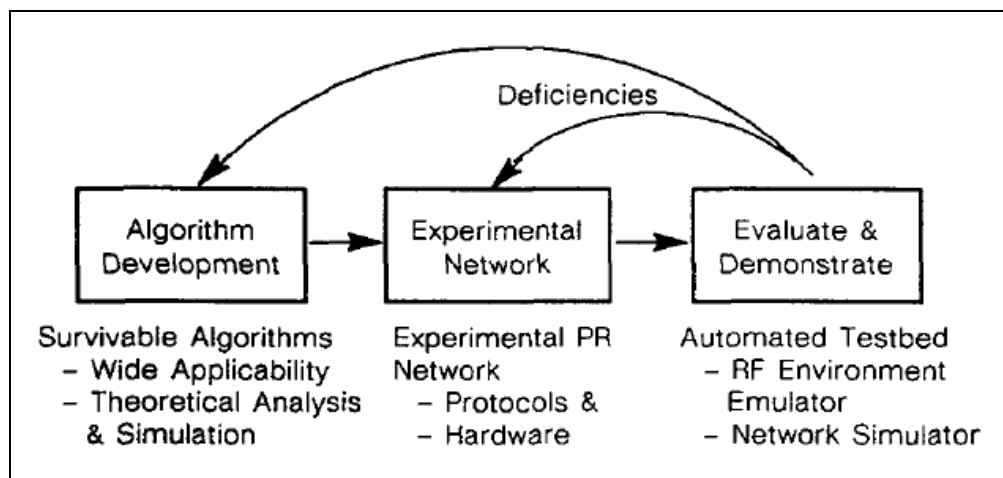 Deficiencies
Algorithm
Development
Experimental
Network
Evaluate &
Demonstrate
Survivable Algorithms
– Wide Applicability
– Theoretical Analysis
& Simulation
Experimental PR
Network
– Protocols &
– Hardware
Automated Testbed
– RF Environment
Emulator
– Network Simulator